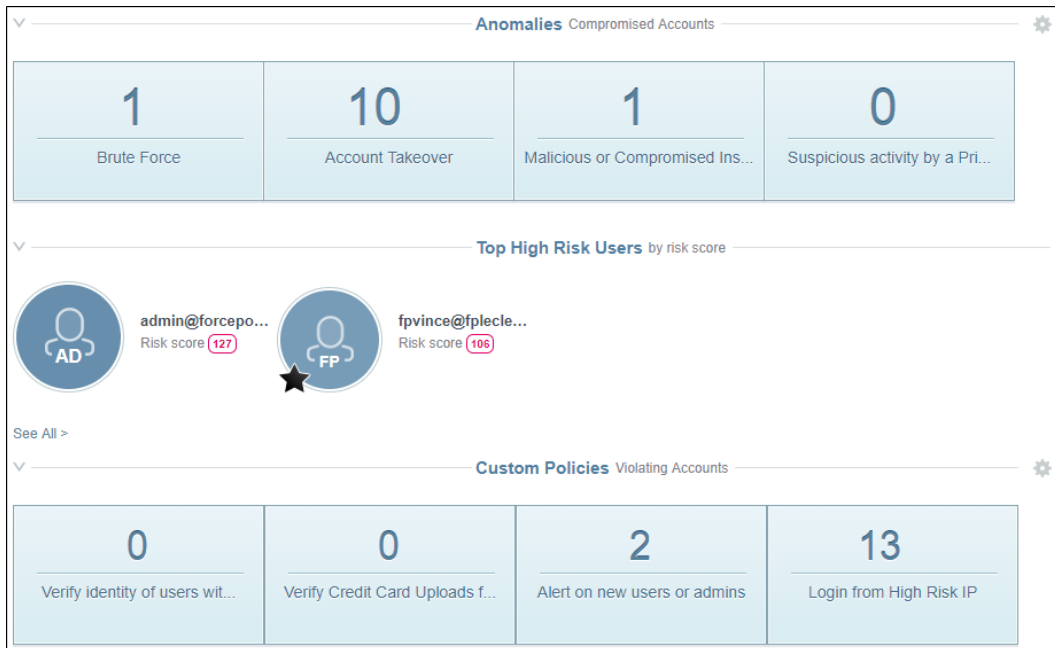 Anomalies Compromised Accounts
1
10
1
0
Brute Force
Account Takeover
Malicious or Compromised Ins...
Suspicious activity by a Pri...
Top High Risk Users by risk score
AD
admin@forcepo...
Risk score 127
FP
fpvince@fplecle...
Risk score 106
See All >
Custom Policies Violating Accounts
0
0
2
13
Verify identity of users wit...
Verify Credit Card Uploads f...
Alert on new users or admins
Login from High Risk IP